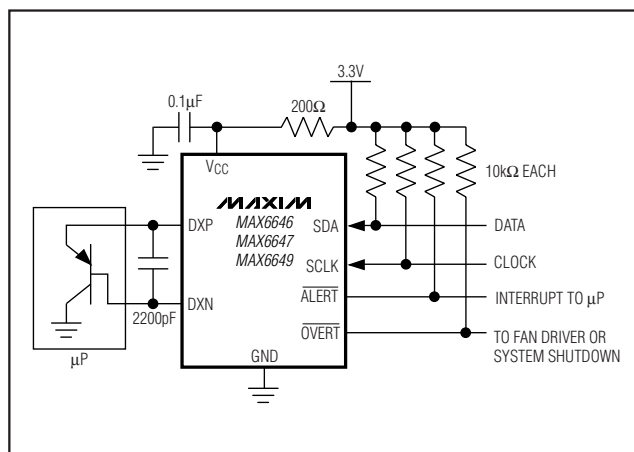 3.3V
0.1µF
200Ω
VCC
10kΩ EACH
MAXIM
MAX6646
MAX6647
MAX6649
DXP
SDA
DATA
SCLK
CLOCK
ALERT
INTERRUPT TO µP
DXN
2200pF
OVERT
TO FAN DRIVER OR
SYSTEM SHUTDOWN
GND
µP